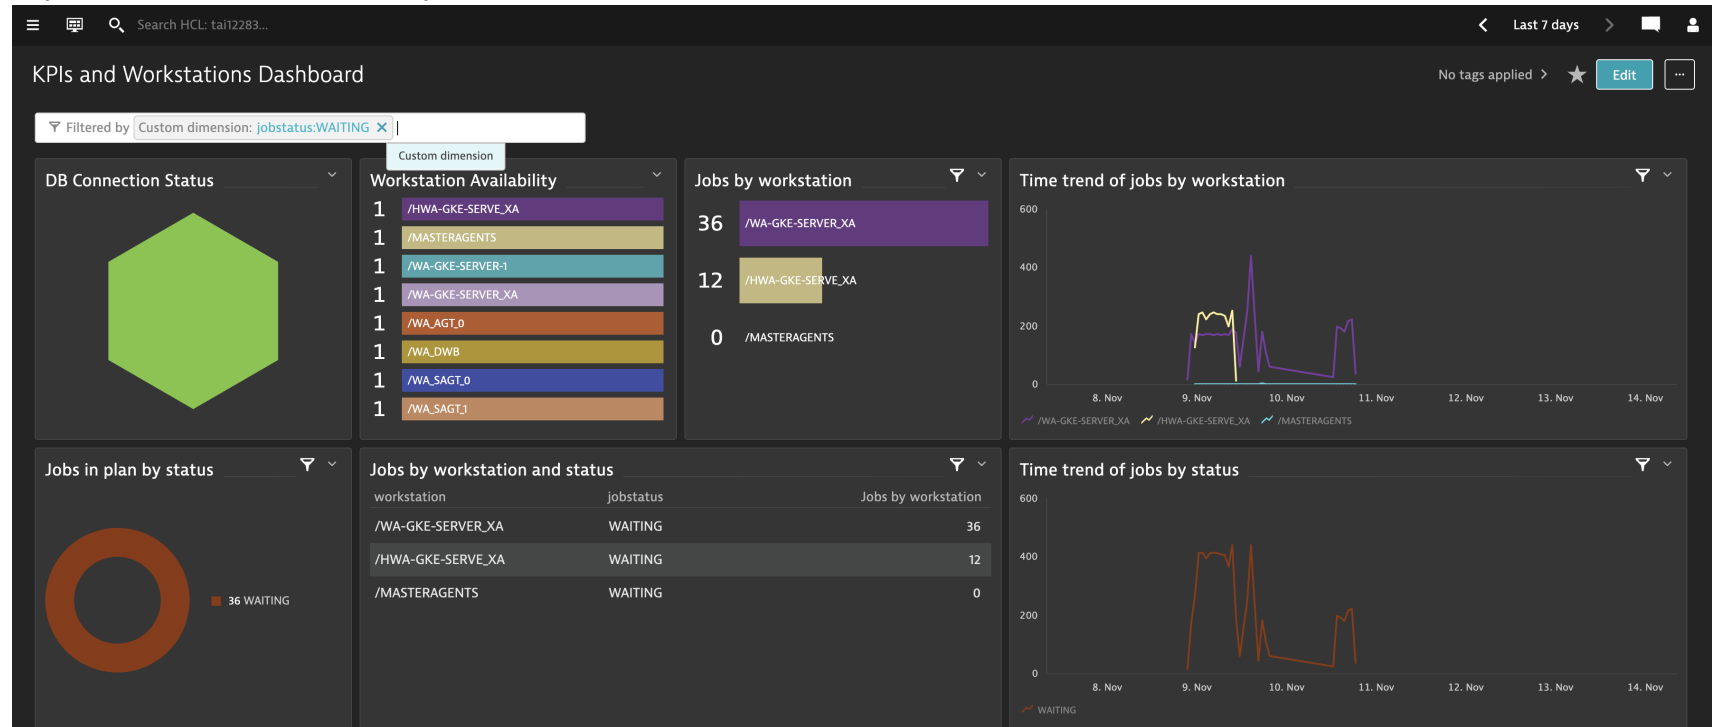 Search HCL: tai12283...
Last 7 days
KPIs and Workstations Dashboard
No tags applied
Edit
...
Filtered by Custom dimension: jobstatus:WAITING
Custom dimension
DB Connection Status
Workstation Availability
1 /HWA-GKE-SERVE_XA
1 /MASTERAGENTS
1 /WA-GKE-SERVER-1
1 /WA-GKE-SERVER_XA
1 /WA_AGT_0
1 /WA_DWB
1 /WA_SAGT_0
1 /WA_SAGT_1
Jobs by workstation
36 /WA-GKE-SERVER_XA
12 /HWA-GKE-SERVE_XA
0 /MASTERAGENTS
Time trend of jobs by workstation
600
400
200
0
8. Nov 9. Nov 10. Nov 11. Nov 12. Nov 13. Nov 14. Nov
/WA-GKE-SERVER_XA /HWA-GKE-SERVE_XA /MASTERAGENTS
Jobs in plan by status
36 WAITING
Jobs by workstation and status
workstation jobstatus Jobs by workstation
/WA-GKE-SERVER_XA WAITING 36
/HWA-GKE-SERVE_XA WAITING 12
/MASTERAGENTS WAITING 0
Time trend of jobs by status
600
400
200
0
8. Nov 9. Nov 10. Nov 11. Nov 12. Nov 13. Nov 14. Nov
WAITING